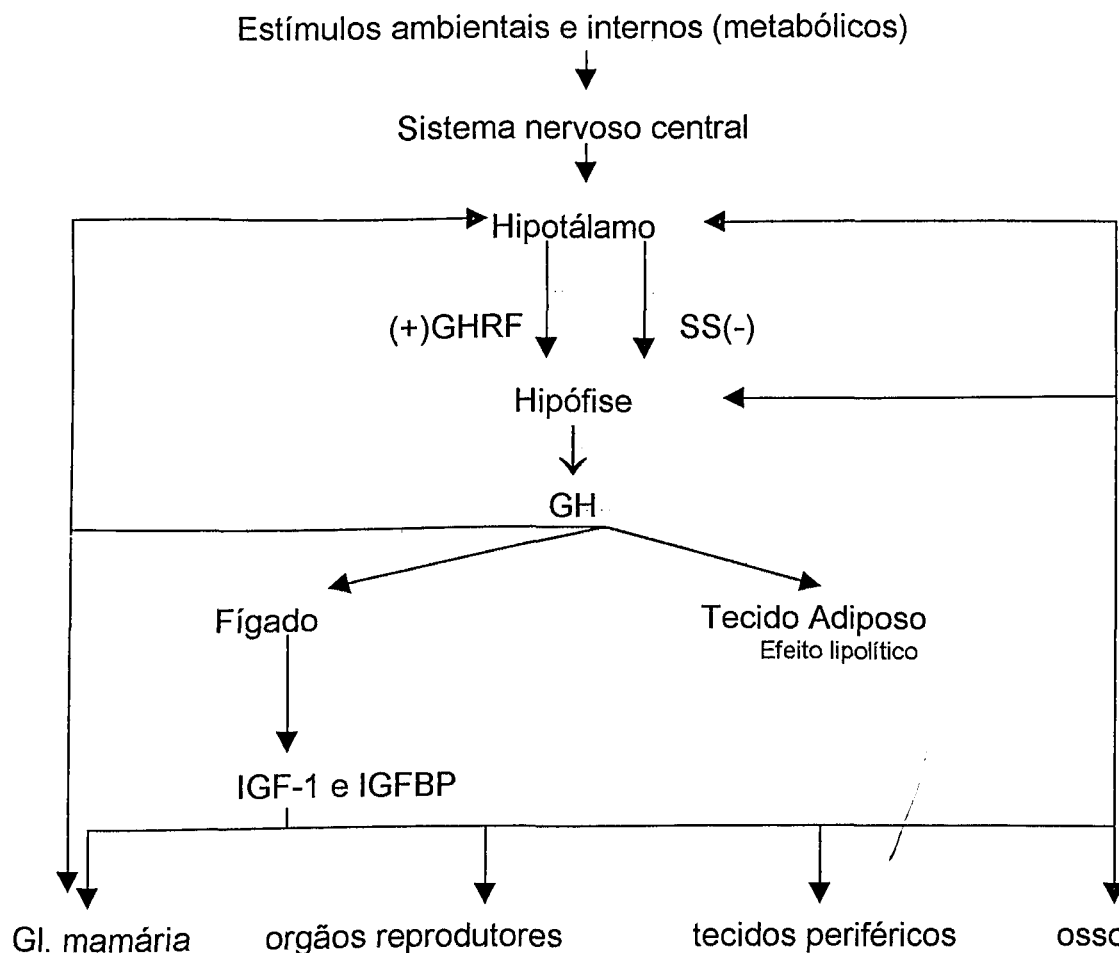 Estímulos ambientais e internos (metabólicos)
Sistema nervoso central
Hipotálamo
(+)GHRF SS(-)
Hipófise
GH
Fígado Tecido Adiposo
Efeito lipolítico
IGF-1 e IGFBP
Gl. mamária orgãos reprodutores tecidos periféricos osso